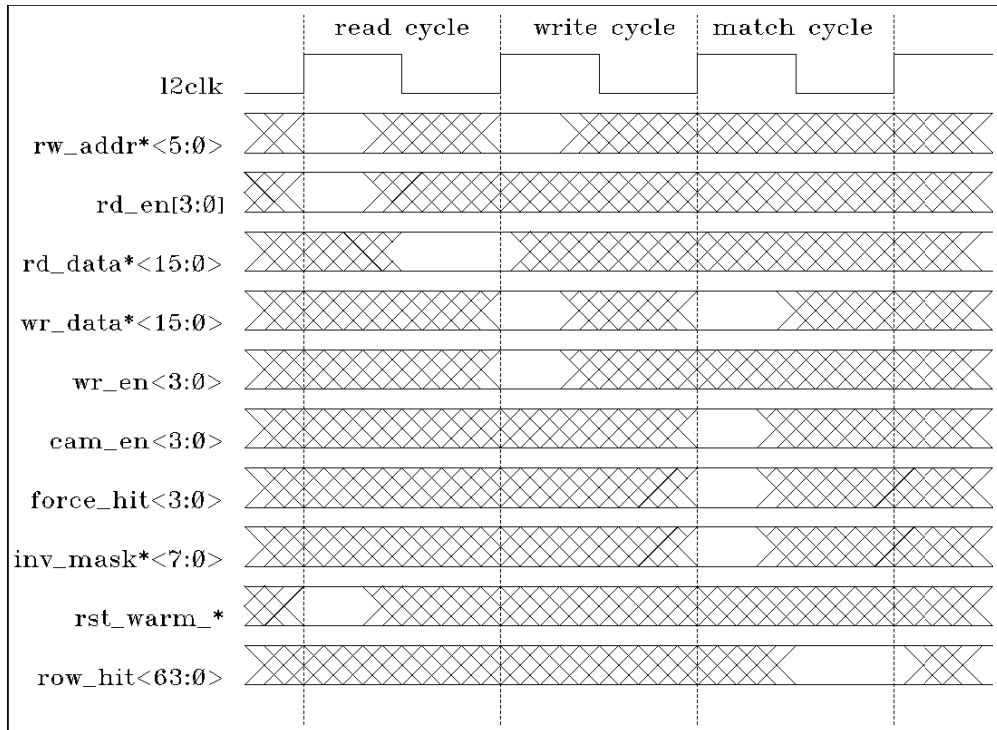 read cycle write cycle match cycle
l2clk
rw_addr*<5:0>
rd_en[3:0]
rd_data*<15:0>
wr_data*<15:0>
wr_en<3:0>
cam_en<3:0>
force_hit<3:0>
inv_mask*<7:0>
rst_warm_*
row_hit<63:0>